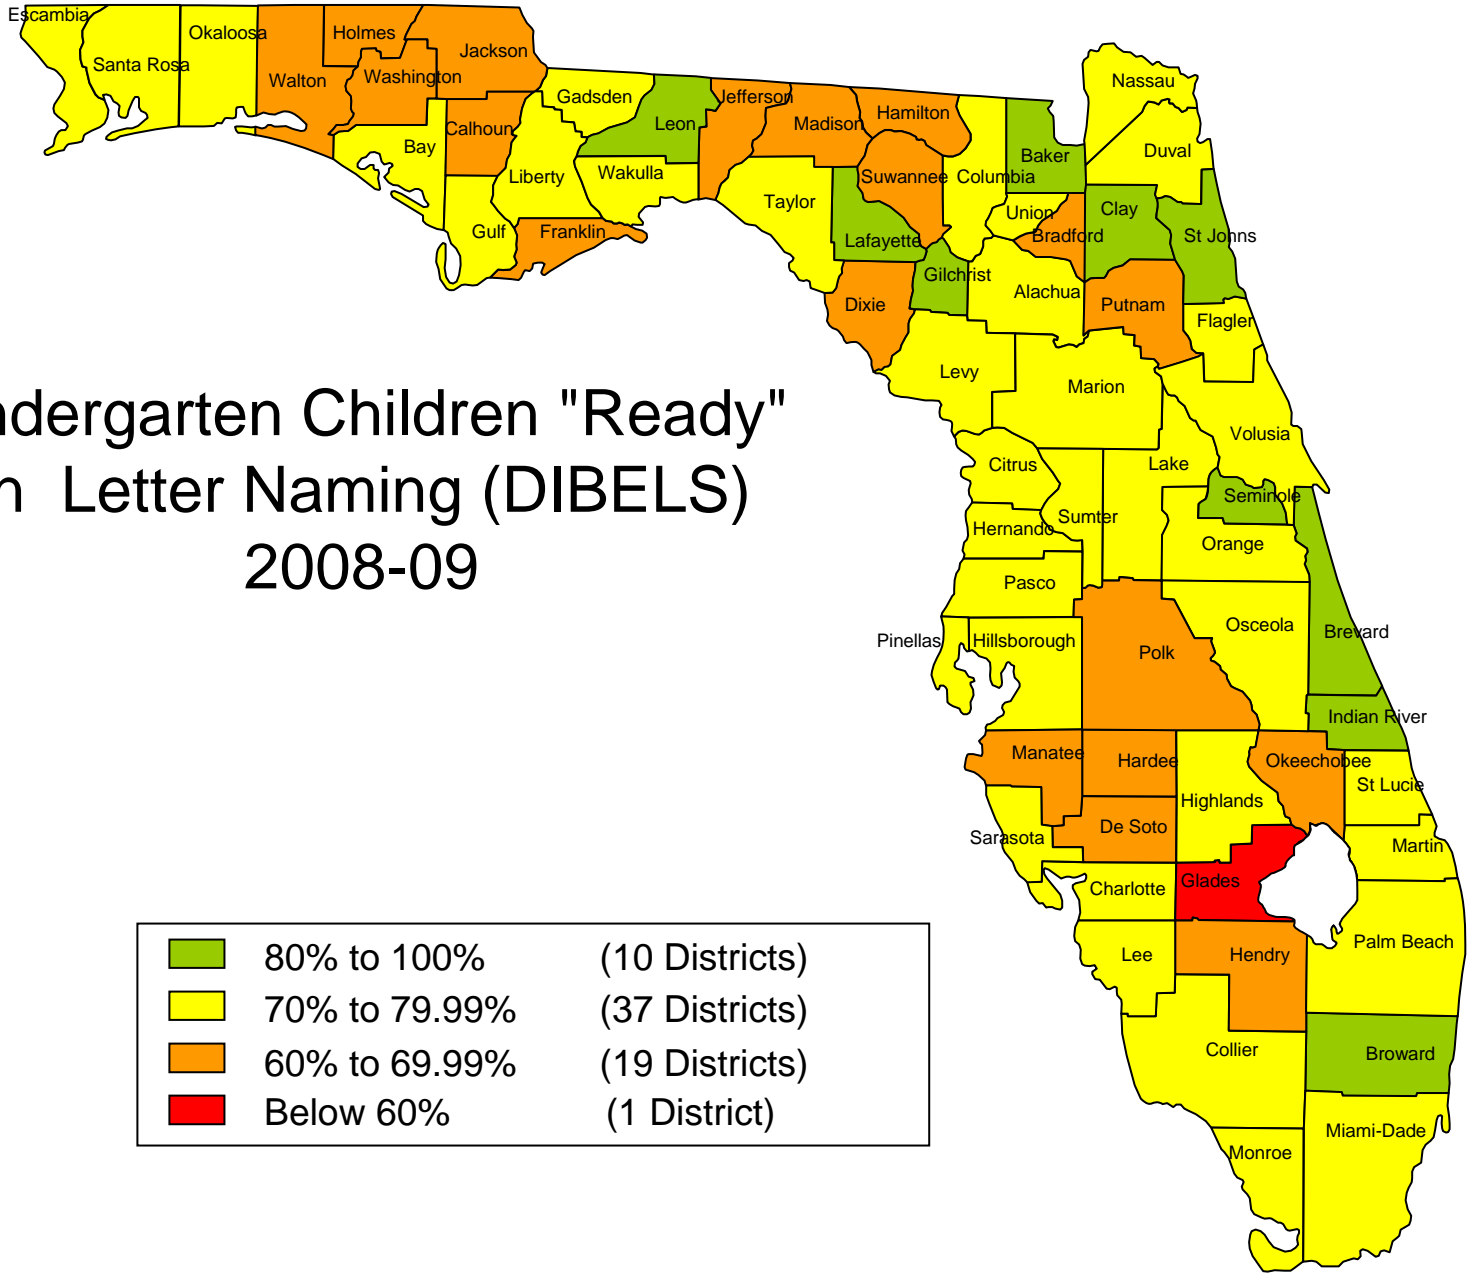 Escambia
Santa Rosa
Okaloosa
Walton
Holmes
Washington
Jackson
Bay
Calhoun
Gulf
Gadsden
Liberty
Franklin
Leon
Wakulla
Jefferson
Madison
Taylor
Hamilton
Suwannee
Lafayette
Dixie
Columbia
Gilchrist
Baker
Union
Bradford
Alachua
Nassau
Duval
Clay
St Johns
Putnam
Flagler
Levy
Marion
Volusia
Citrus
Lake
Seminole
Hernando
Sumter
Orange
Pasco
Pinellas
Hillsborough
Polk
Osceola
Brevard
Indian River
Manatee
Hardee
Okeechobee
St Lucie
Highlands
Sarasota
De Soto
Martin
Charlotte
Glades
Lee
Hendry
Palm Beach
Collier
Broward
Monroe
Miami-Dade
ndergarten Children "Ready"
Letter Naming (DIBELS)
2008-09
80% to 100% (10 Districts)
70% to 79.99% (37 Districts)
60% to 69.99% (19 Districts)
Below 60% (1 District)